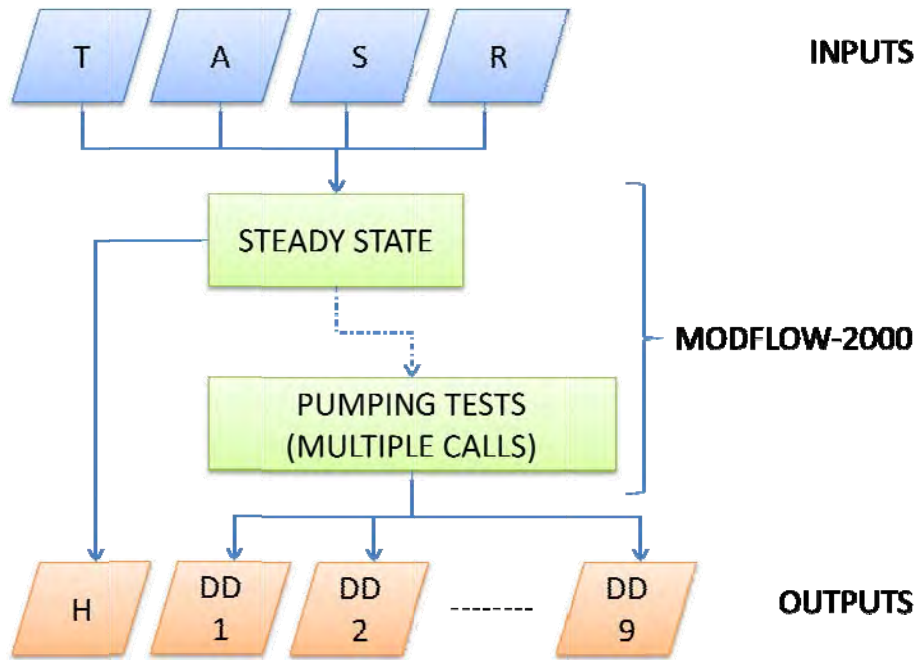 T A S R INPUTS
STEADY STATE
MODFLOW-2000
PUMPING TESTS
(MULTIPLE CALLS)
H DD 1 DD 2 DD 9 OUTPUTS